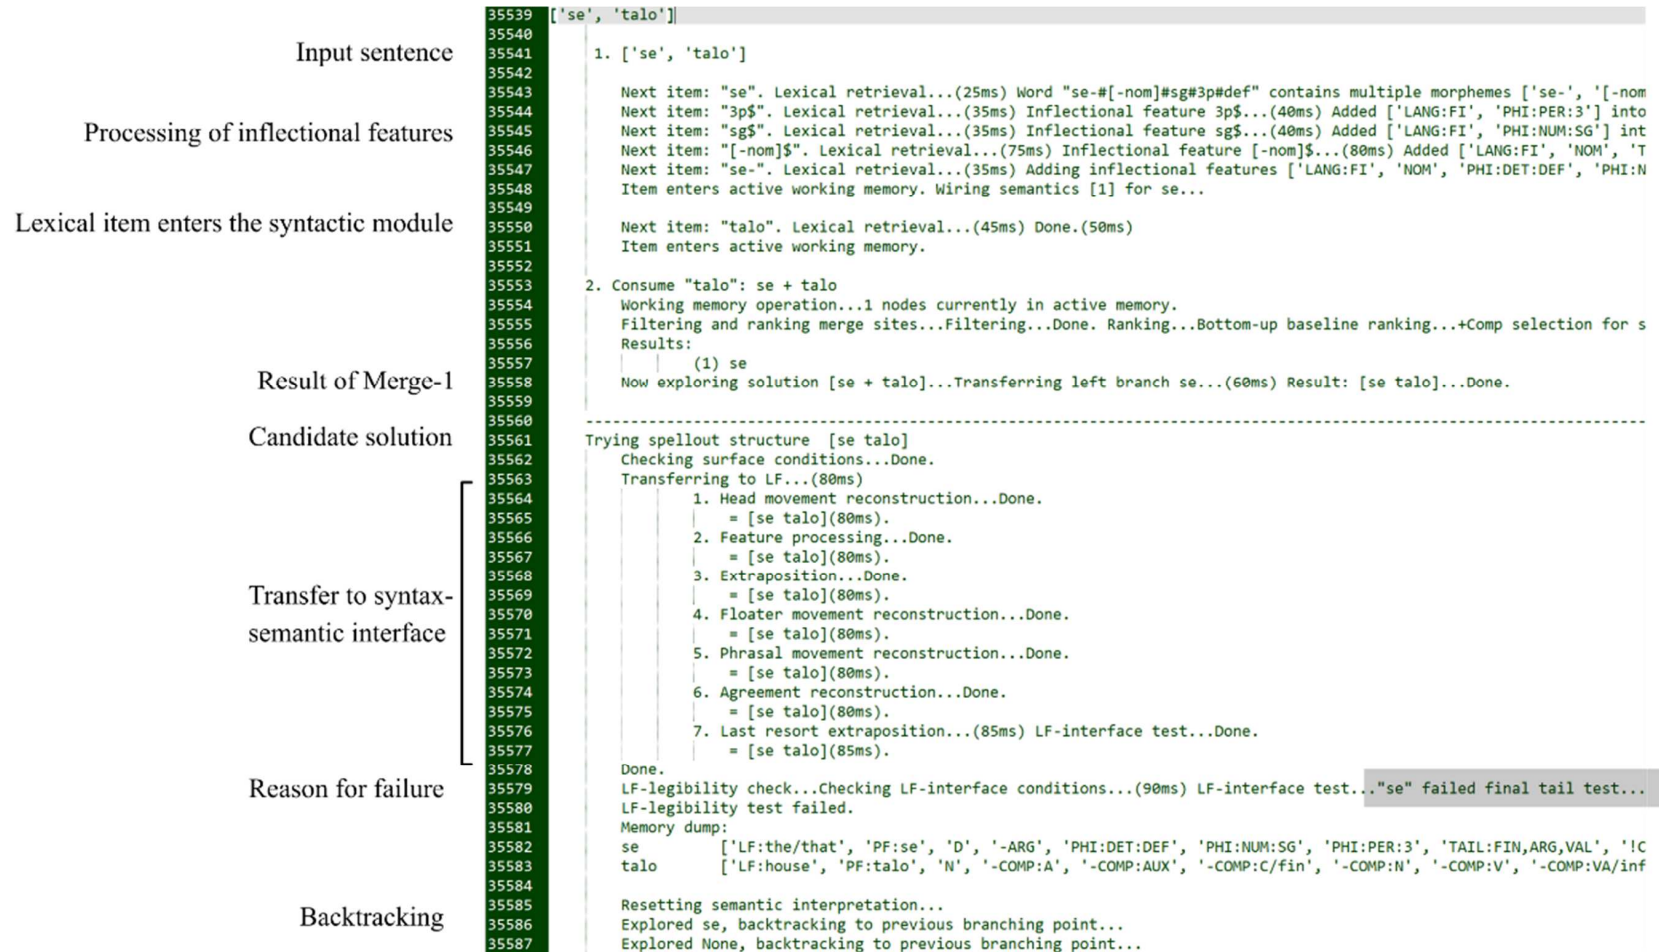 35539 ['se', 'talo']
35540
Input sentence 35541 1. ['se', 'talo']
35542
35543 Next item: "se". Lexical retrieval...(25ms) Word "se-#[-nom]#sg#3p#def" contains multiple morphemes ['se-', '[-nom
35544 Next item: "3p$". Lexical retrieval...(35ms) Inflectional feature 3p$...(40ms) Added ['LANG:FI', 'PHI:PER:3'] into
Processing of inflectional features 35545 Next item: "sg$". Lexical retrieval...(35ms) Inflectional feature sg$...(40ms) Added ['LANG:FI', 'PHI:NUM:SG'] int
35546 Next item: "[-nom]$". Lexical retrieval...(75ms) Inflectional feature [-nom]$...(80ms) Added ['LANG:FI', 'NOM', 'T
35547 Next item: "se-". Lexical retrieval...(35ms) Adding inflectional features ['LANG:FI', 'NOM', 'PHI:DET:DEF', 'PHI:N
35548 Item enters active working memory. Wiring semantics [1] for se...
35549
Lexical item enters the syntactic module 35550 Next item: "talo". Lexical retrieval...(45ms) Done.(50ms)
35551 Item enters active working memory.
35552
35553 2. Consume "talo": se + talo
35554 Working memory operation...1 nodes currently in active memory.
35555 Filtering and ranking merge sites...Filtering...Done. Ranking...Bottom-up baseline ranking...+Comp selection for s
35556 Results:
35557 (1) se
Result of Merge-1 35558 Now exploring solution [se + talo]...Transferring left branch se...(60ms) Result: [se talo]...Done.
35559
35560 --------------------------------------------------------------------------------
Candidate solution 35561 Trying spellout structure [se talo]
35562 Checking surface conditions...Done.
35563 Transferring to LF...(80ms)
35564 1. Head movement reconstruction...Done.
35565 = [se talo](80ms).
35566 2. Feature processing...Done.
35567 = [se talo](80ms).
35568 3. Extraposition...Done.
Transfer to syntax- 35569 = [se talo](80ms).
35570 4. Floater movement reconstruction...Done.
semantic interface 35571 = [se talo](80ms).
35572 5. Phrasal movement reconstruction...Done.
35573 = [se talo](80ms).
35574 6. Agreement reconstruction...Done.
35575 = [se talo](80ms).
35576 7. Last resort extraposition...(85ms) LF-interface test...Done.
35577 = [se talo](85ms).
35578 Done.
Reason for failure 35579 LF-legibility check...Checking LF-interface conditions...(90ms) LF-interface test..."se" failed final tail test...
35580 LF-legibility test failed.
35581 Memory dump:
35582 se ['LF:the/that', 'PF:se', 'D', '-ARG', 'PHI:DET:DEF', 'PHI:NUM:SG', 'PHI:PER:3', 'TAIL:FIN,ARG,VAL', '!C
35583 talo ['LF:house', 'PF:talo', 'N', '-COMP:A', '-COMP:AUX', '-COMP:C/fin', '-COMP:N', '-COMP:V', '-COMP:VA/inf
35584
35585 Resetting semantic interpretation...
Backtracking 35586 Explored se, backtracking to previous branching point...
35587 Explored None, backtracking to previous branching point...